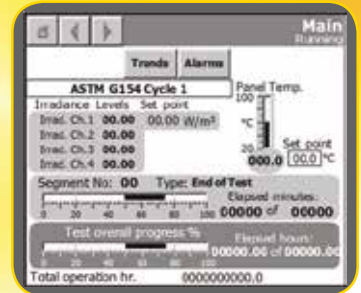 Main
Running
Trends Alarms
ASTM G154 Cycle 1
Panel Temp.
Irradiance Levels Set point
100
Irrad. Ch.1 00.00 00.00 W/m²
°C
Irrad. Ch.2 00.00
Irrad. Ch.3 00.00
Set point
20
Irrad. Ch.4 00.00
000.0 00.0 °C
Segment No: 00 Type: End of Test
Elapsed minutes:
0 20 40 60 80 100
00000 of 00000
Test overall progress %
Elapsed hours:
00000.00 of 00000.00
0 20 40 60 80 100
Total operation hr. 0000000000.0